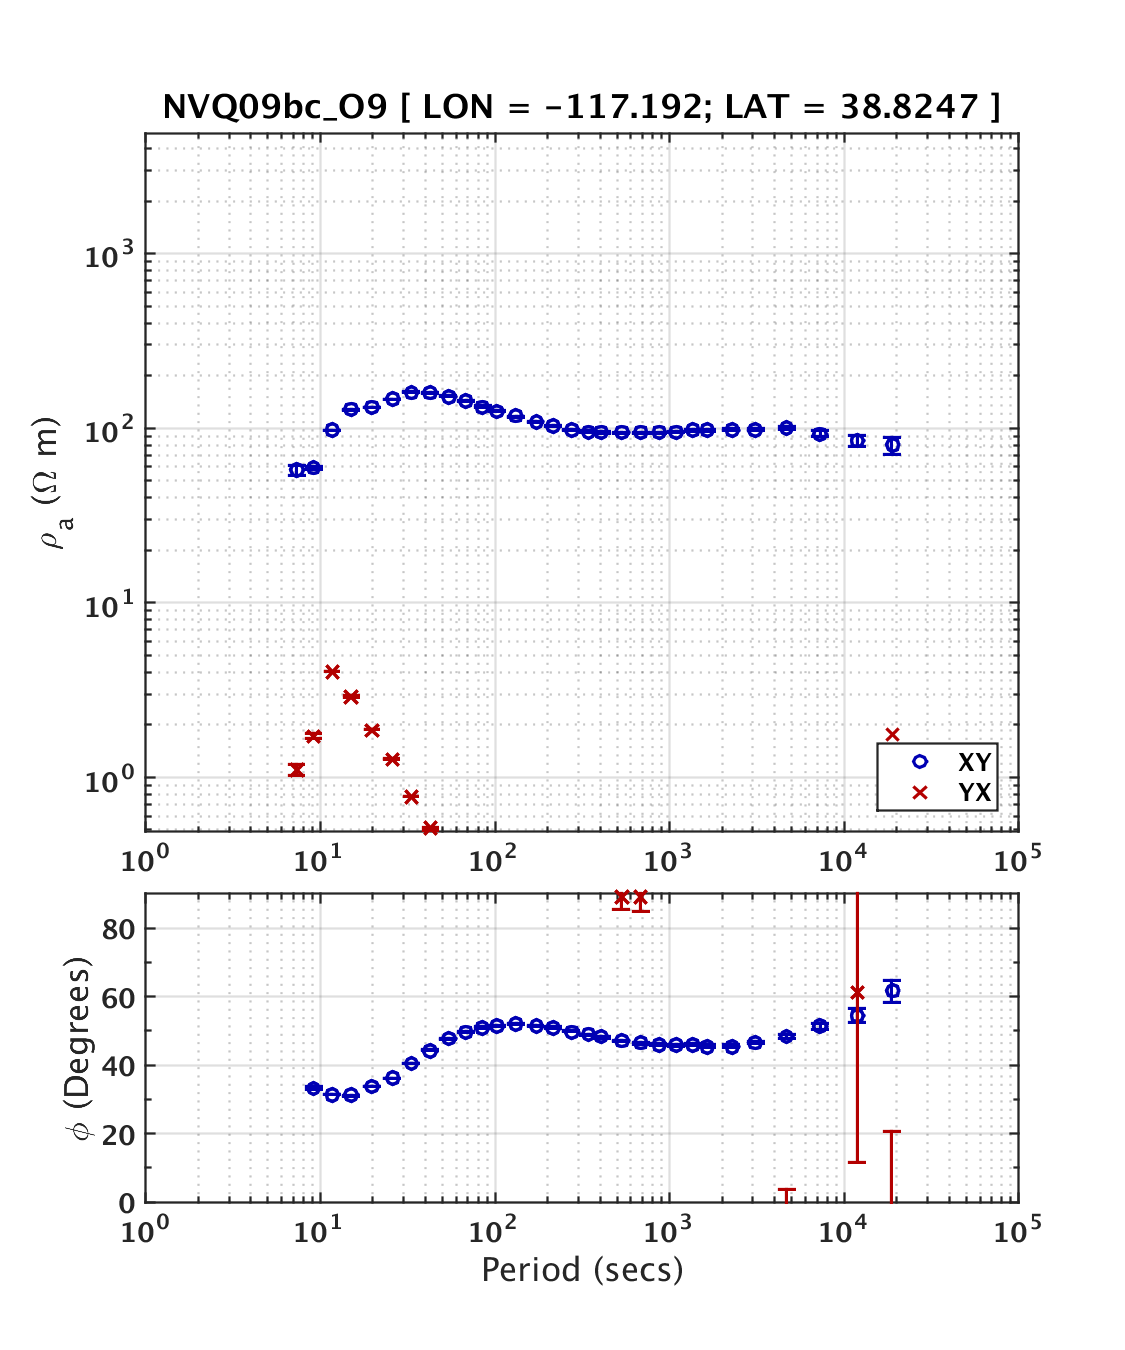 NVQ09bc_O9 [ LON = -117.192; LAT = 38.8247 ]
10^3
10^2
10^1
10^0
ρ_a (Ω m)
XY
YX
10^0 10^1 10^2 10^3 10^4 10^5
80
60
40
20
0
ϕ (Degrees)
10^0 10^1 10^2 10^3 10^4 10^5
Period (secs)